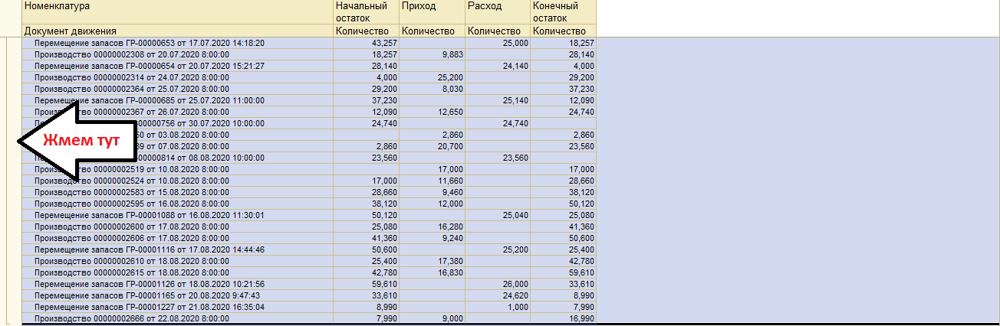 Номенклатура Начальный остаток Приход Расход Конечный остаток
Документ движения Количество Количество Количество Количество
Перемещение запасов ГР-00000653 от 17.07.2020 14:18:20 43,257 25,000 18,257
Производство 00000002308 от 20.07.2020 8:00:00 18,257 9,883 28,140
Перемещение запасов ГР-00000654 от 20.07.2020 15:21:27 28,140 24,140 4,000
Производство 00000002314 от 24.07.2020 8:00:00 4,000 25,200 29,200
Производство 00000002364 от 25.07.2020 8:00:00 29,200 8,030 37,230
Перемещение запасов ГР-00000685 от 25.07.2020 11:00:00 37,230 25,140 12,090
Производство 00000002367 от 26.07.2020 8:00:00 12,090 12,650 24,740
00000756 от 30.07.2020 10:00:00 24,740 24,740
от 03.08.2020 8:00:00 2,860 2,860
Жмем тут
от 07.08.2020 8:00:00 2,860 20,700 23,560
от 08.08.2020 10:00:00 23,560 23,560
Производство 00000002519 от 10.08.2020 8:00:00 17,000 17,000
Производство 00000002524 от 10.08.2020 8:00:00 17,000 11,660 28,660
Производство 00000002583 от 15.08.2020 8:00:00 28,660 9,460 38,120
Производство 00000002595 от 16.08.2020 8:00:00 38,120 12,000 50,120
Перемещение запасов ГР-00001088 от 16.08.2020 11:30:01 50,120 25,040 25,080
Производство 00000002600 от 17.08.2020 8:00:00 25,080 16,280 41,360
Производство 00000002606 от 17.08.2020 8:00:00 41,360 9,240 50,600
Перемещение запасов ГР-00001116 от 17.08.2020 14:44:46 50,600 25,200 25,400
Производство 00000002610 от 18.08.2020 8:00:00 25,400 17,380 42,780
Производство 00000002615 от 18.08.2020 8:00:00 42,780 16,830 59,610
Перемещение запасов ГР-00001126 от 18.08.2020 10:21:56 59,610 26,000 33,610
Перемещение запасов ГР-00001165 от 20.08.2020 9:47:43 33,610 24,620 8,990
Перемещение запасов ГР-00001227 от 21.08.2020 16:35:04 8,990 1,000 7,990
Производство 00000002666 от 22.08.2020 8:00:00 7,990 9,000 16,990